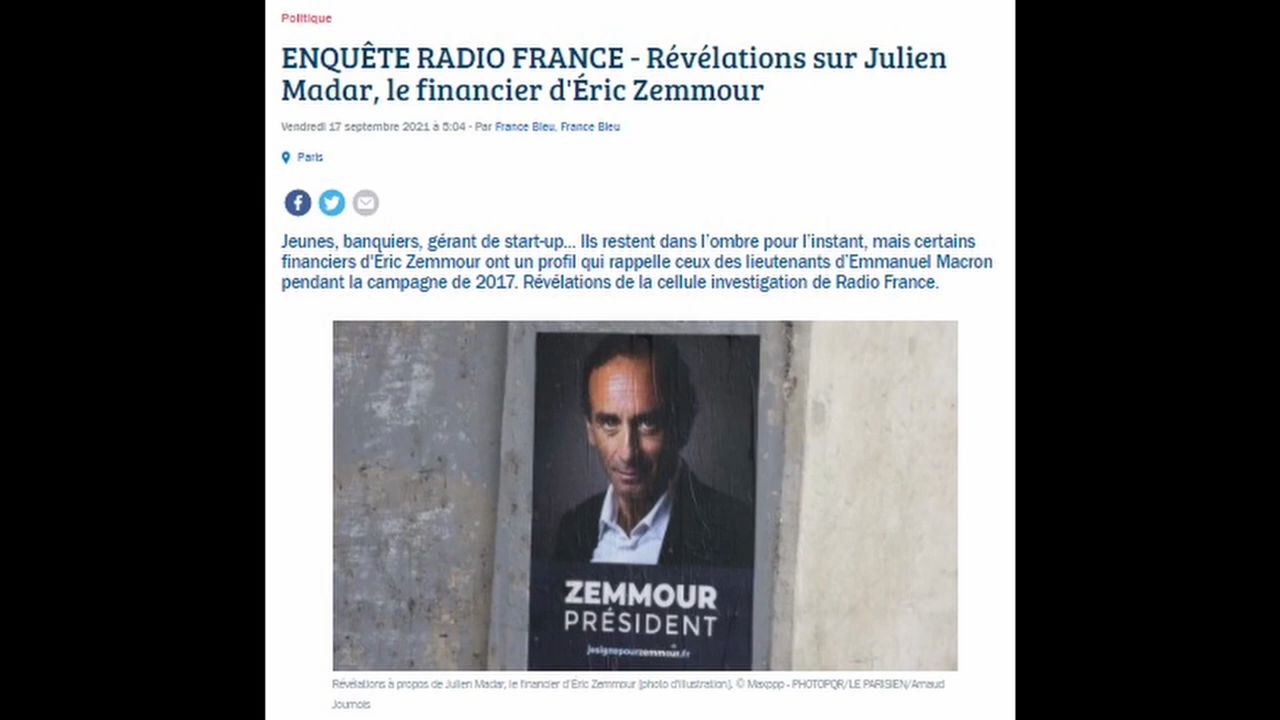 Politique
ENQUÊTE RADIO FRANCE - Révélations sur Julien
Madar, le financier d'Éric Zemmour
Vendredi 17 septembre 2021 à 5:04 - Par France Bleu, France Bleu
Paris
Jeunes, banquiers, gérant de start-up... Ils restent dans l'ombre pour l'instant, mais certains
financiers d'Éric Zemmour ont un profil qui rappelle ceux des lieutenants d'Emmanuel Macron
pendant la campagne de 2017. Révélations de la cellule investigation de Radio France.
ZEMMOUR
PRÉSIDENT
jesignepourzemmour.fr
Révélations à propos de Julien Madar, le financier d'Éric Zemmour (photo d'illustration). © Maxppp - PHOTOPQR/LE PARISIEN/Arnaud
Journois